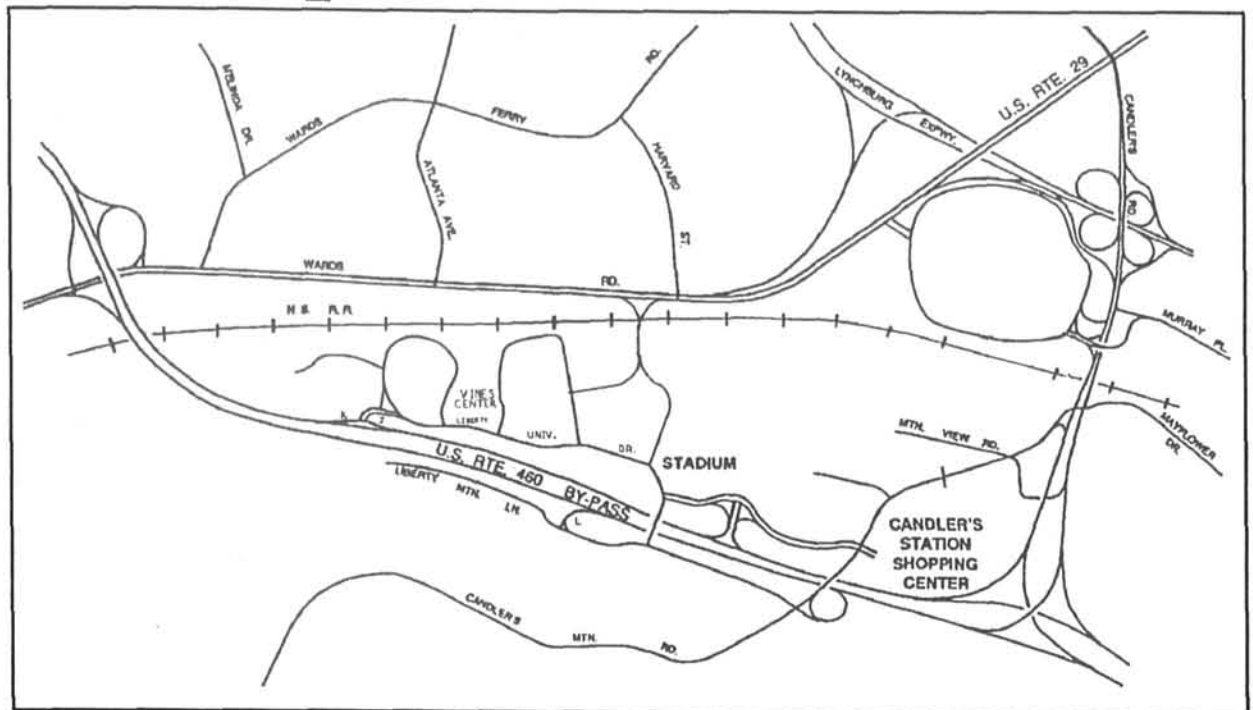 MELINDA DR.
WARDS FERRY RD.
ATLANTA AVE.
HARVARD ST.
LYNCHBURG EXPWY.
U.S. RTE. 29
CANDLER'S RD
WARDS RD.
N.S. R.R.
MURRAY PL.
VINES
CENTER
LIBERTY UNIV. DR.
K
J
MTN. VIEW RD.
MAYFLOWER DR.
STADIUM
U.S. RTE. 460 BY-PASS
LIBERTY MTN. LN.
L
CANDLER'S
STATION
SHOPPING
CENTER
CANDLERS MTN. RD.